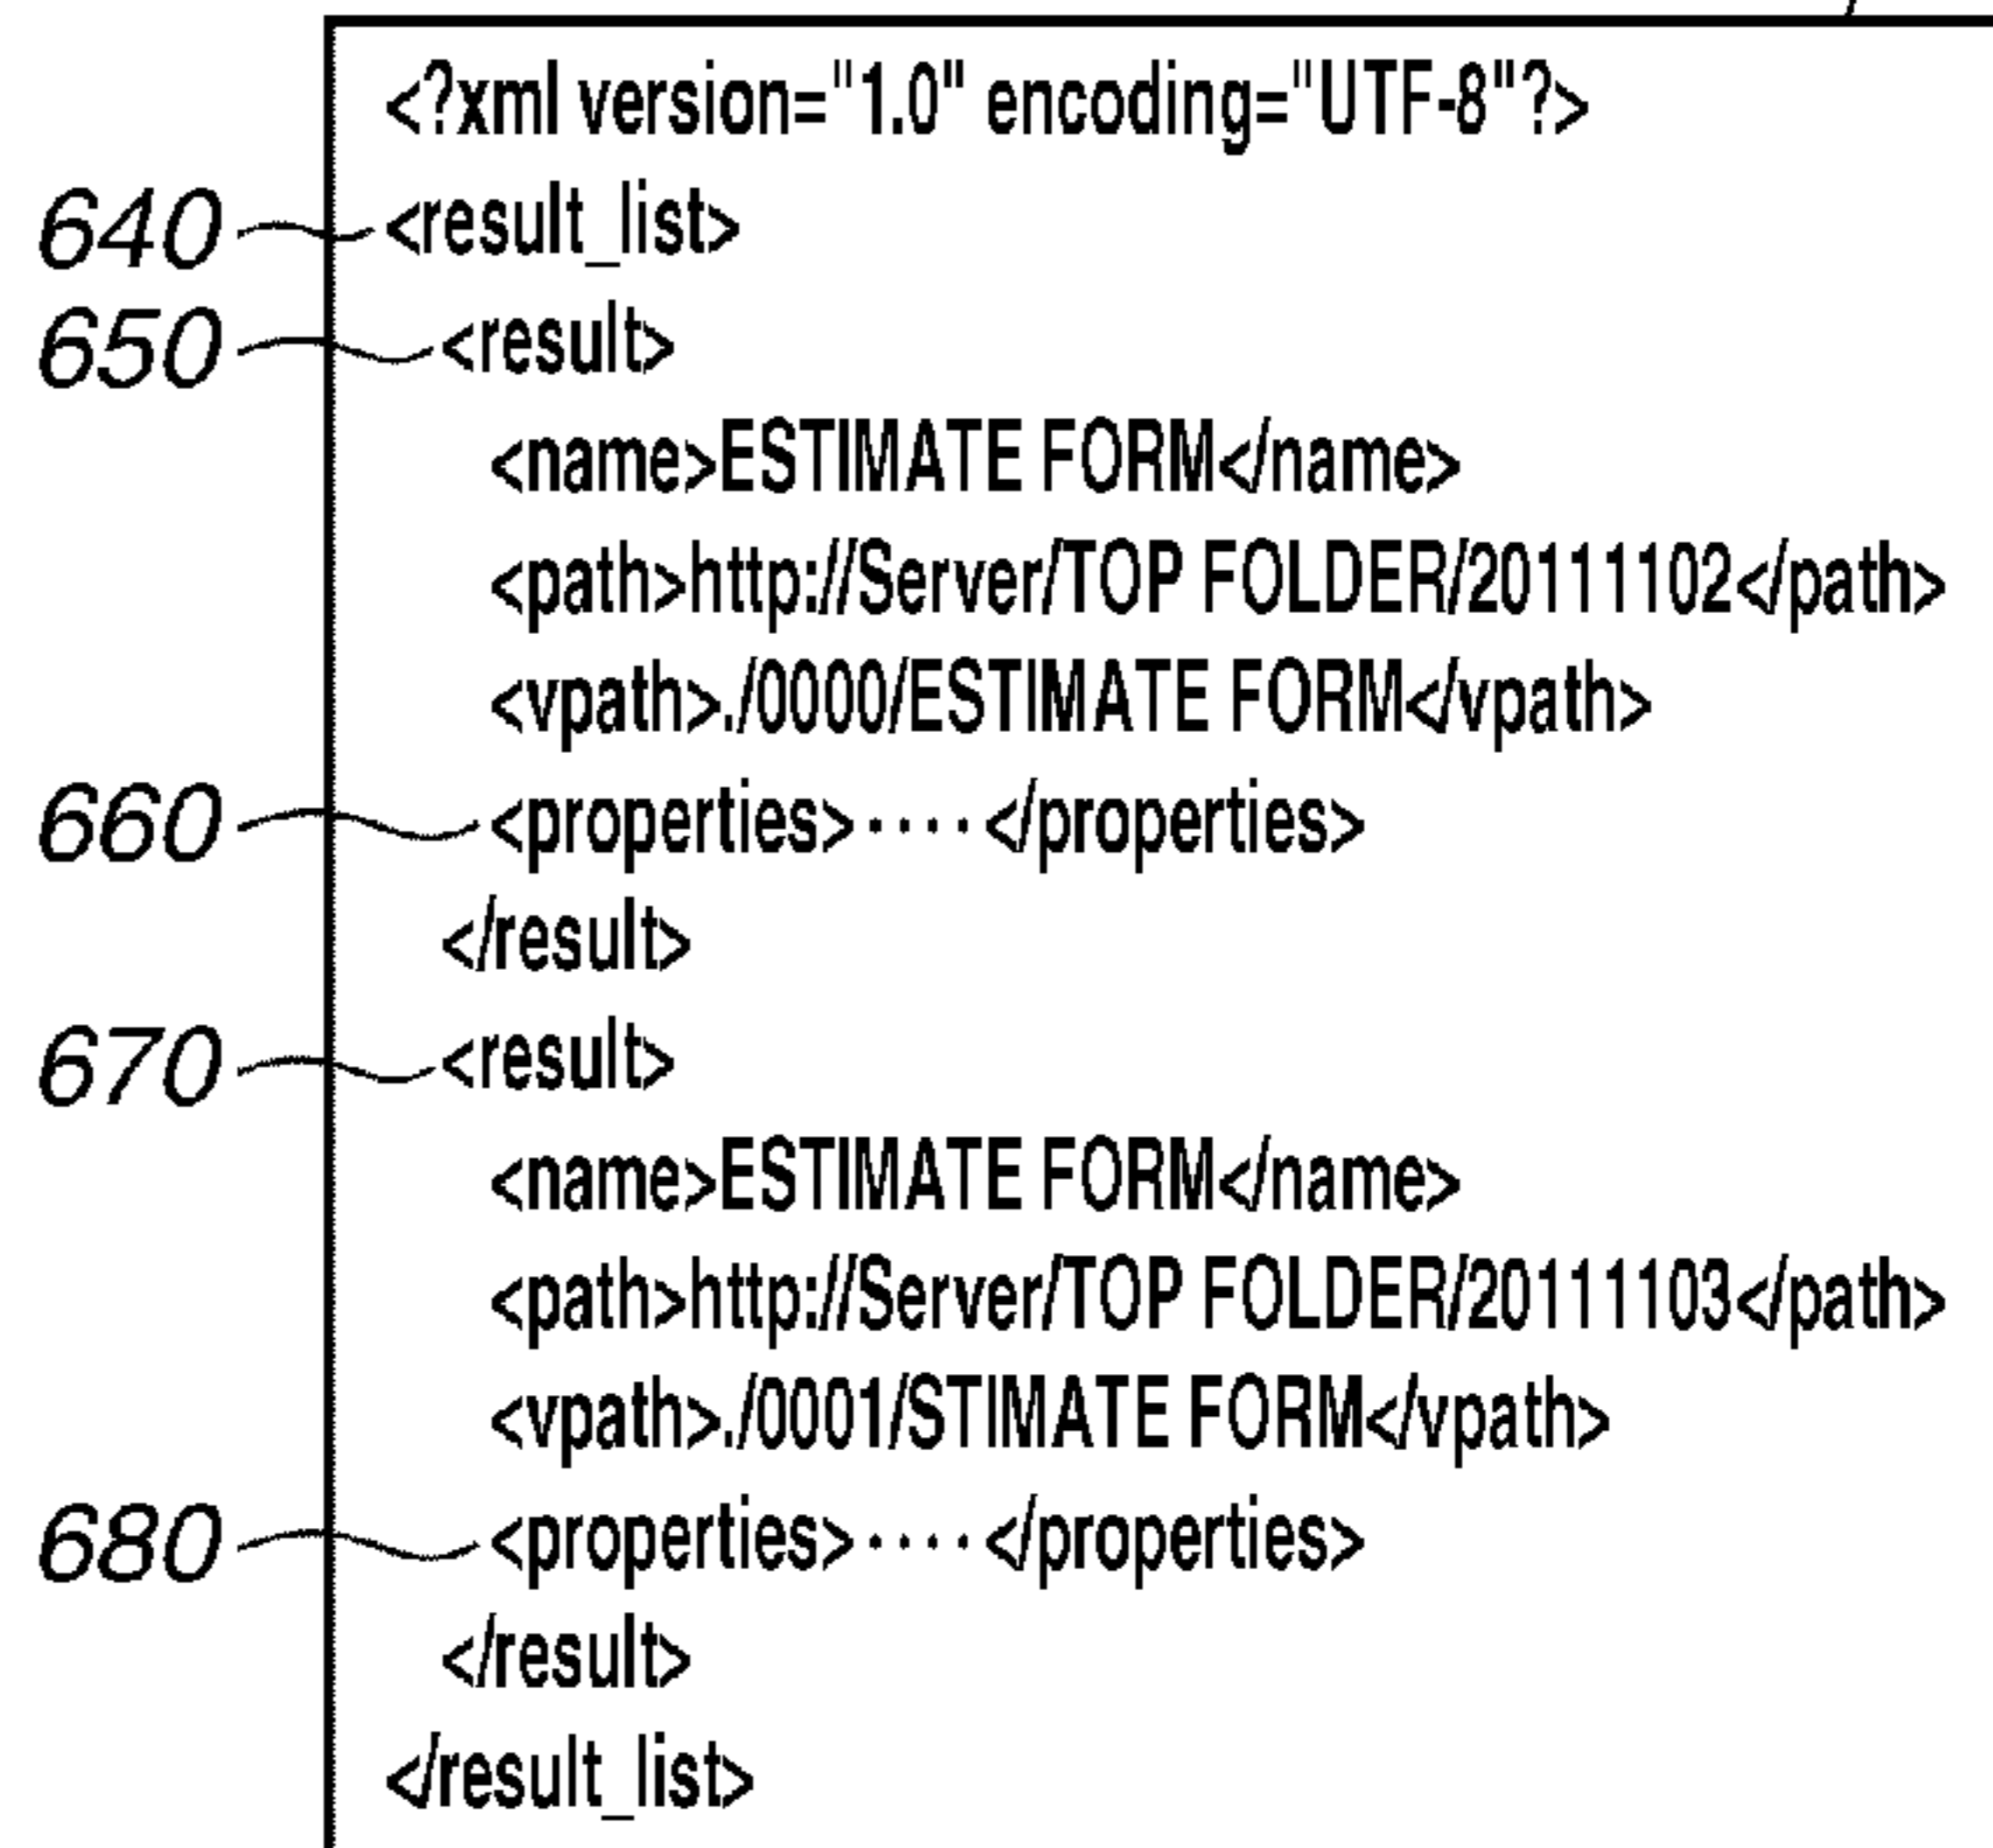 <?xml version="1.0" encoding="UTF-8"?>
640 <result_list>
650 <result>
<name>ESTIMATE FORM</name>
<path>http://Server/TOP FOLDER/20111102</path>
<vpath>./0000/ESTIMATE FORM</vpath>
660 <properties>····</properties>
</result>
670 <result>
<name>ESTIMATE FORM</name>
<path>http://Server/TOP FOLDER/20111103</path>
<vpath>./0001/STIMATE FORM</vpath>
680 <properties>····</properties>
</result>
</result_list>